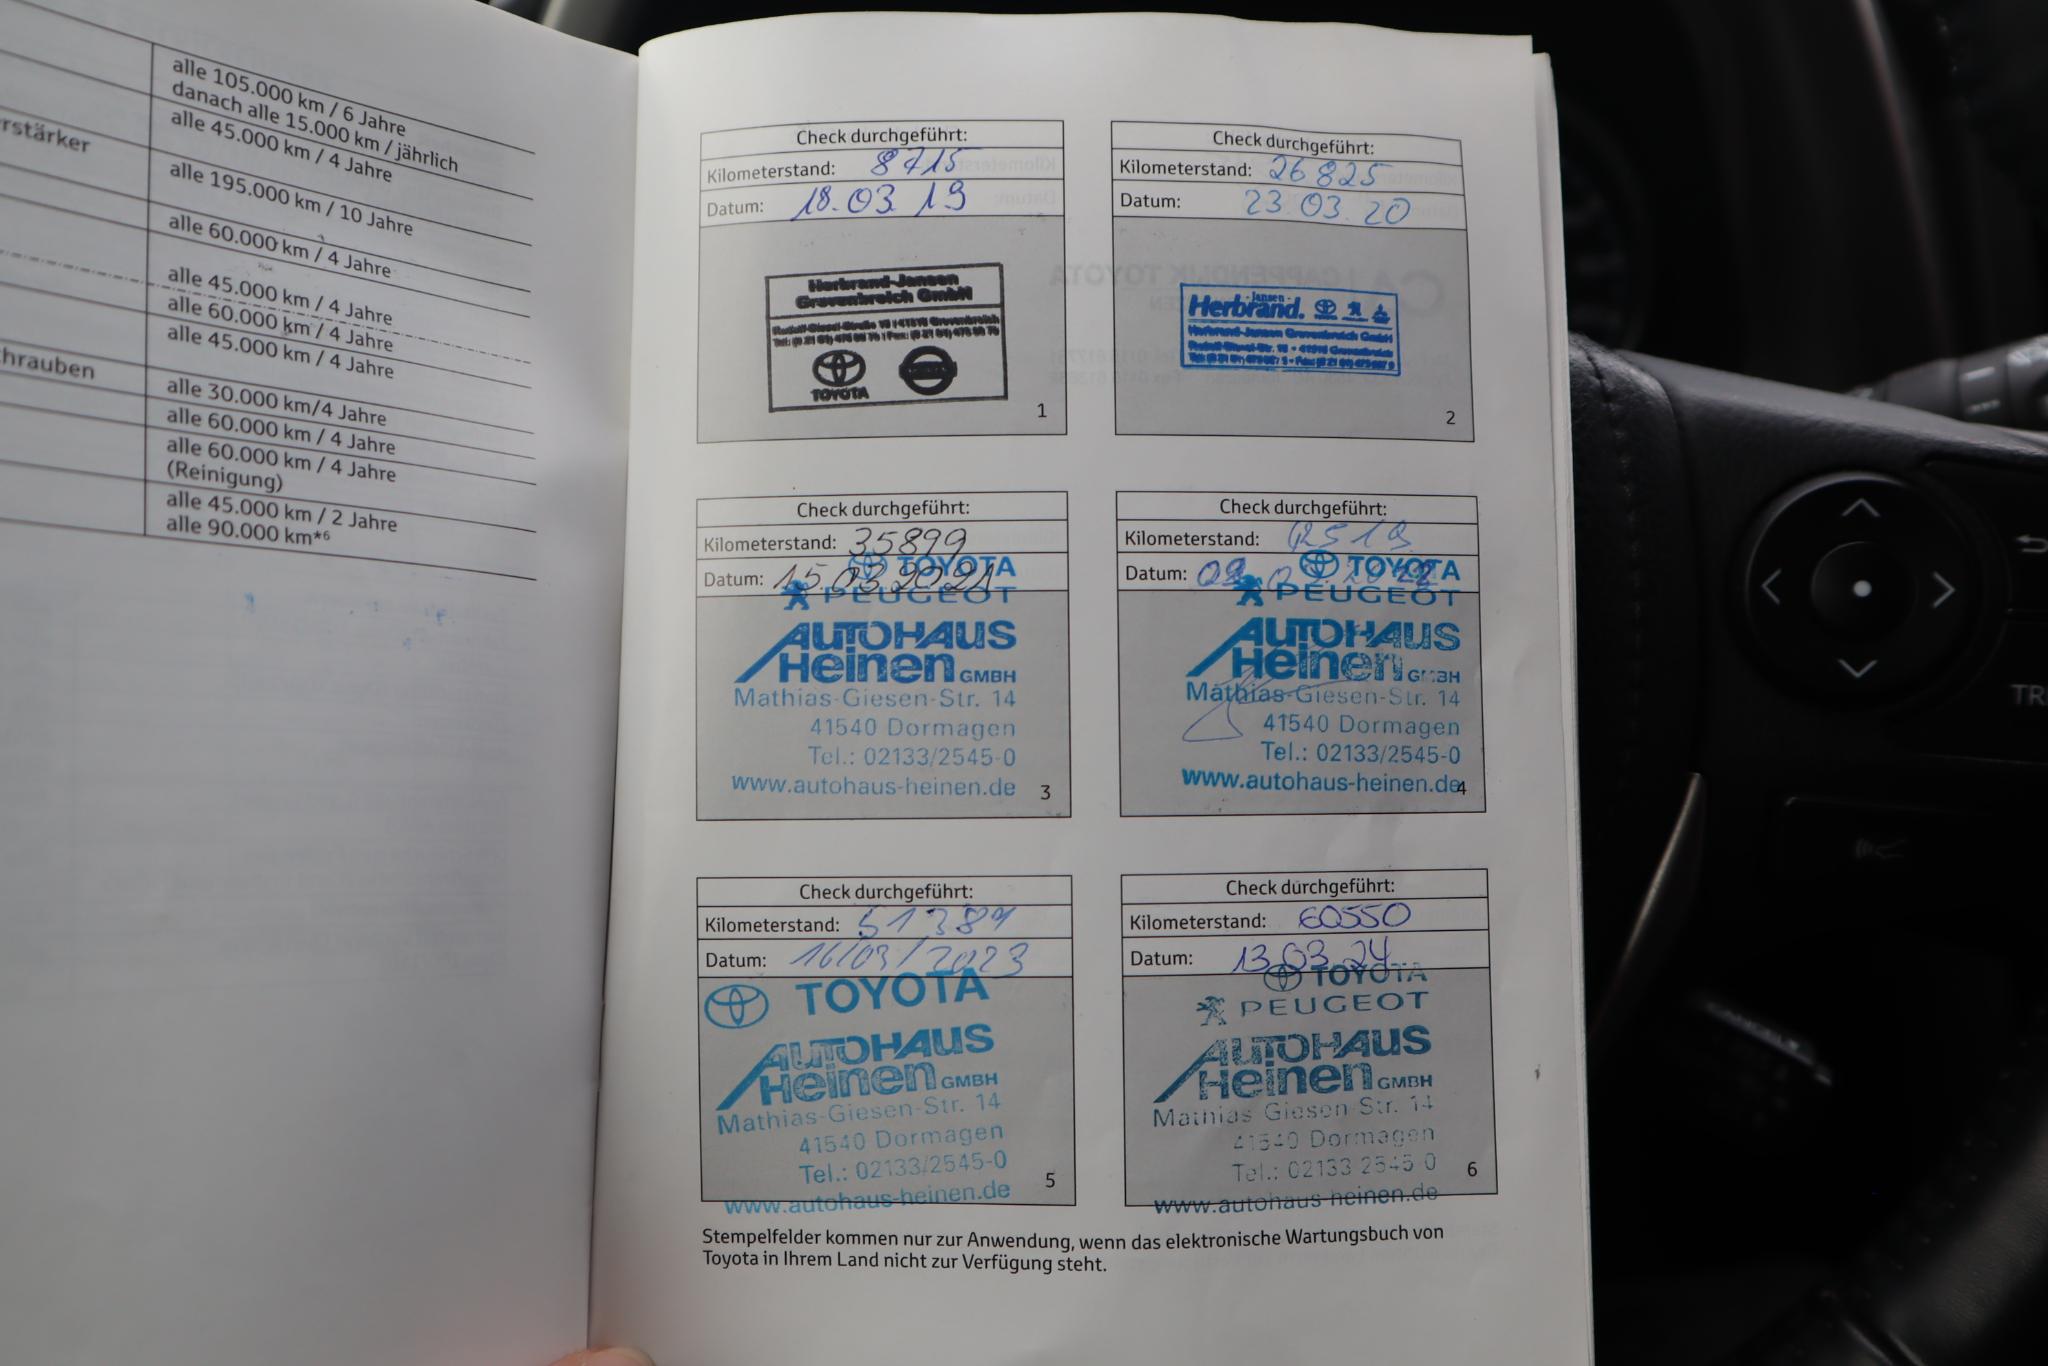 alle 105.000 km / 6 Jahre
danach alle 15.000 km / jährlich
alle 45.000 km / 4 Jahre
rstärker
alle 195.000 km / 10 Jahre
alle 60.000 km / 4 Jahre
alle 45.000 km / 4 Jahre
alle 60.000 km / 4 Jahre
alle 45.000 km / 4 Jahre
hrauben
alle 30.000 km/4 Jahre
alle 60.000 km / 4 Jahre
alle 60.000 km / 4 Jahre
(Reinigung)
alle 45.000 km / 2 Jahre
alle 90.000 km*6
Check durchgeführt:
Kilometerstand: 8715
Datum: 18.03.19
Herbrand-Jansen
Grevenbroich GmbH
TOYOTA
1
Check durchgeführt:
Kilometerstand: 26825
Datum: 23.03.20
- Jansen -
Herbrand.
Herbrand-Jansen Grevenbroich GmbH
2
Check durchgeführt:
Kilometerstand: 35899
Datum: 15.03.2021
TOYOTA
PEUGEOT
AUTOHAUS
Heinen GMBH
Mathias-Giesen-Str. 14
41540 Dormagen
Tel.: 02133/2545-0
www.autohaus-heinen.de
3
Check durchgeführt:
Kilometerstand:
Datum:
TOYOTA
PEUGEOT
AUTOHAUS
Heinen GMBH
Mathias-Giesen-Str. 14
41540 Dormagen
Tel.: 02133/2545-0
www.autohaus-heinen.de
4
Check durchgeführt:
Kilometerstand: 51389
Datum: 16/03/2023
TOYOTA
AUTOHAUS
Heinen GMBH
Mathias-Giesen-Str. 14
41540 Dormagen
Tel.: 02133/2545-0
www.autohaus-heinen.de
5
Check durchgeführt:
Kilometerstand: 60550
Datum: 13.03.24
TOYOTA
PEUGEOT
AUTOHAUS
Heinen GMBH
Mathias Giesen Str. 14
41540 Dormagen
Tel.: 02133 2545 0
www.autohaus-heinen.de
6
Stempelfelder kommen nur zur Anwendung, wenn das elektronische Wartungsbuch von
Toyota in Ihrem Land nicht zur Verfügung steht.
TR